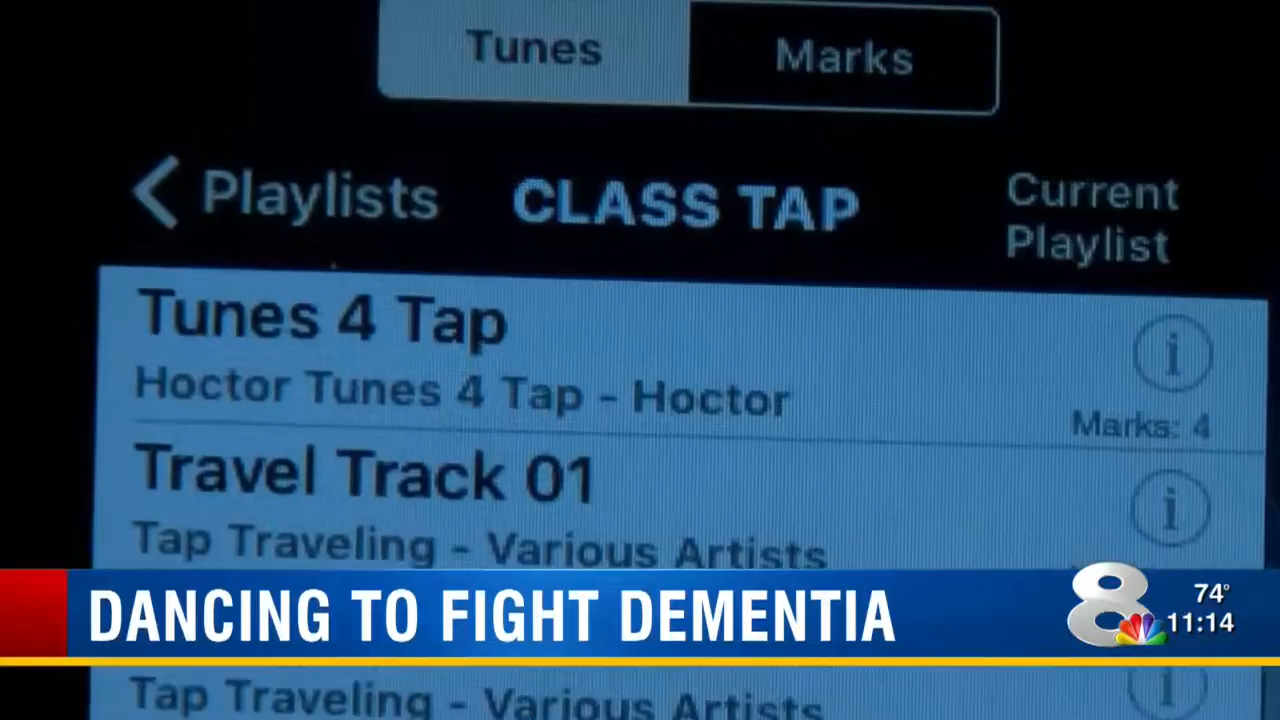 Tunes Marks
Playlists CLASS TAP Current
Playlist
Tunes 4 Tap
Hoctor Tunes 4 Tap - Hoctor
Marks: 4
Travel Track 01
Tap Traveling - Various Artists
DANCING TO FIGHT DEMENTIA
8 74°
11:14
Tap Traveling - Various Artists